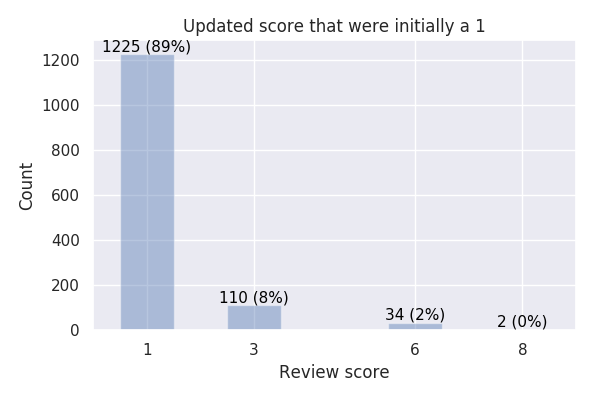 Updated score that were initially a 1
1225 (89%)
110 (8%)
34 (2%)
2 (0%)
1200
1000
800
600
400
200
0
Count
1 3 6 8
Review score